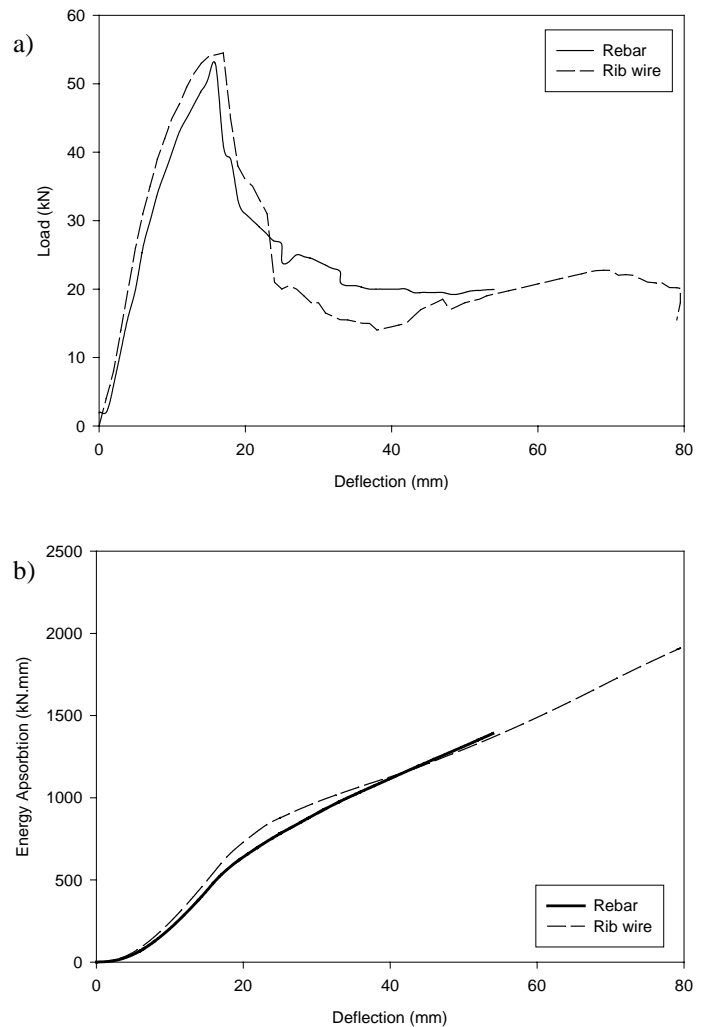 a)
60
50
40
30
20
10
0
Load (kN)
Rebar
Rib wire
0 20 40 60 80
Deflection (mm)
b)
2500
2000
1500
1000
500
0
Energy Apsorbtion (kN.mm)
Rebar
Rib wire
0 20 40 60 80
Deflection (mm)